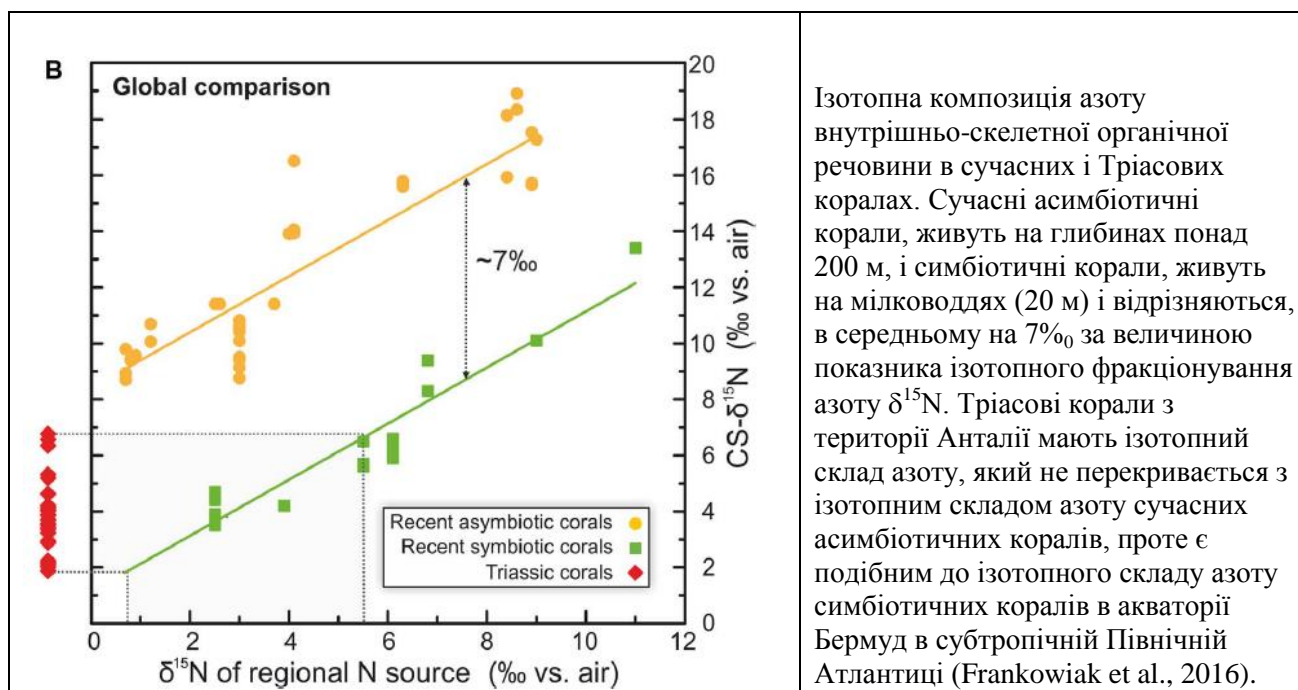 B
Global comparison
~7‰
Recent asymbiotic corals
Recent symbiotic corals
Triassic corals
20
18
16
14
12
10
8
6
4
2
0
CS-δ¹⁵N (‰ vs. air)
0 2 4 6 8 10 12
δ¹⁵N of regional N source (‰ vs. air)
Ізотопна композиція азоту
внутрішньо-скелетної органічної
речовини в сучасних і Тріасових
коралах. Сучасні асимбіотичні
корали, живуть на глибинах понад
200 м, і симбіотичні корали, живуть
на мілководдях (20 м) і відрізняються,
в середньому на 7‰ за величиною
показника ізотопного фракціонування
азоту δ¹⁵N. Тріасові корали з
території Анталії мають ізотопний
склад азоту, який не перекривається з
ізотопним складом азоту сучасних
асимбіотичних коралів, проте є
подібним до ізотопного складу азоту
симбіотичних коралів в акваторії
Бермуд в субтропічній Північній
Атлантиці (Frankowiak et al., 2016).